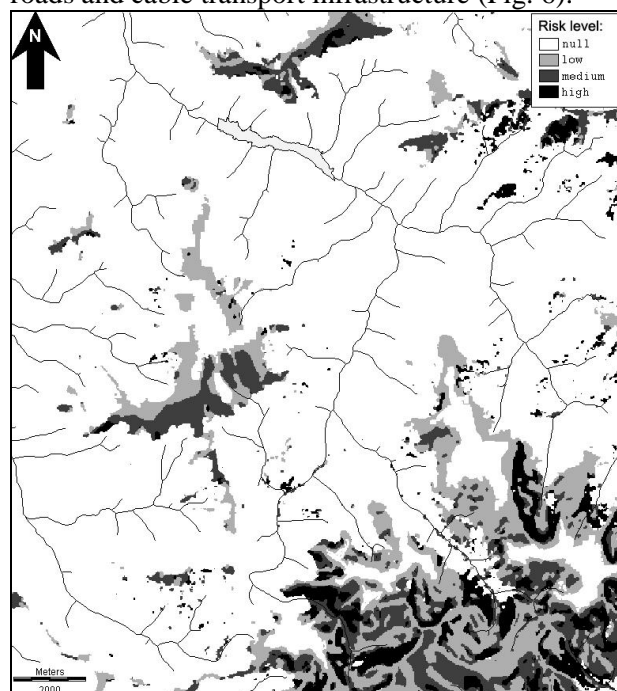 roads and cable transport infrastructure (Fig. 6).
N
Risk level:
null
low
medium
high
Meters
2000